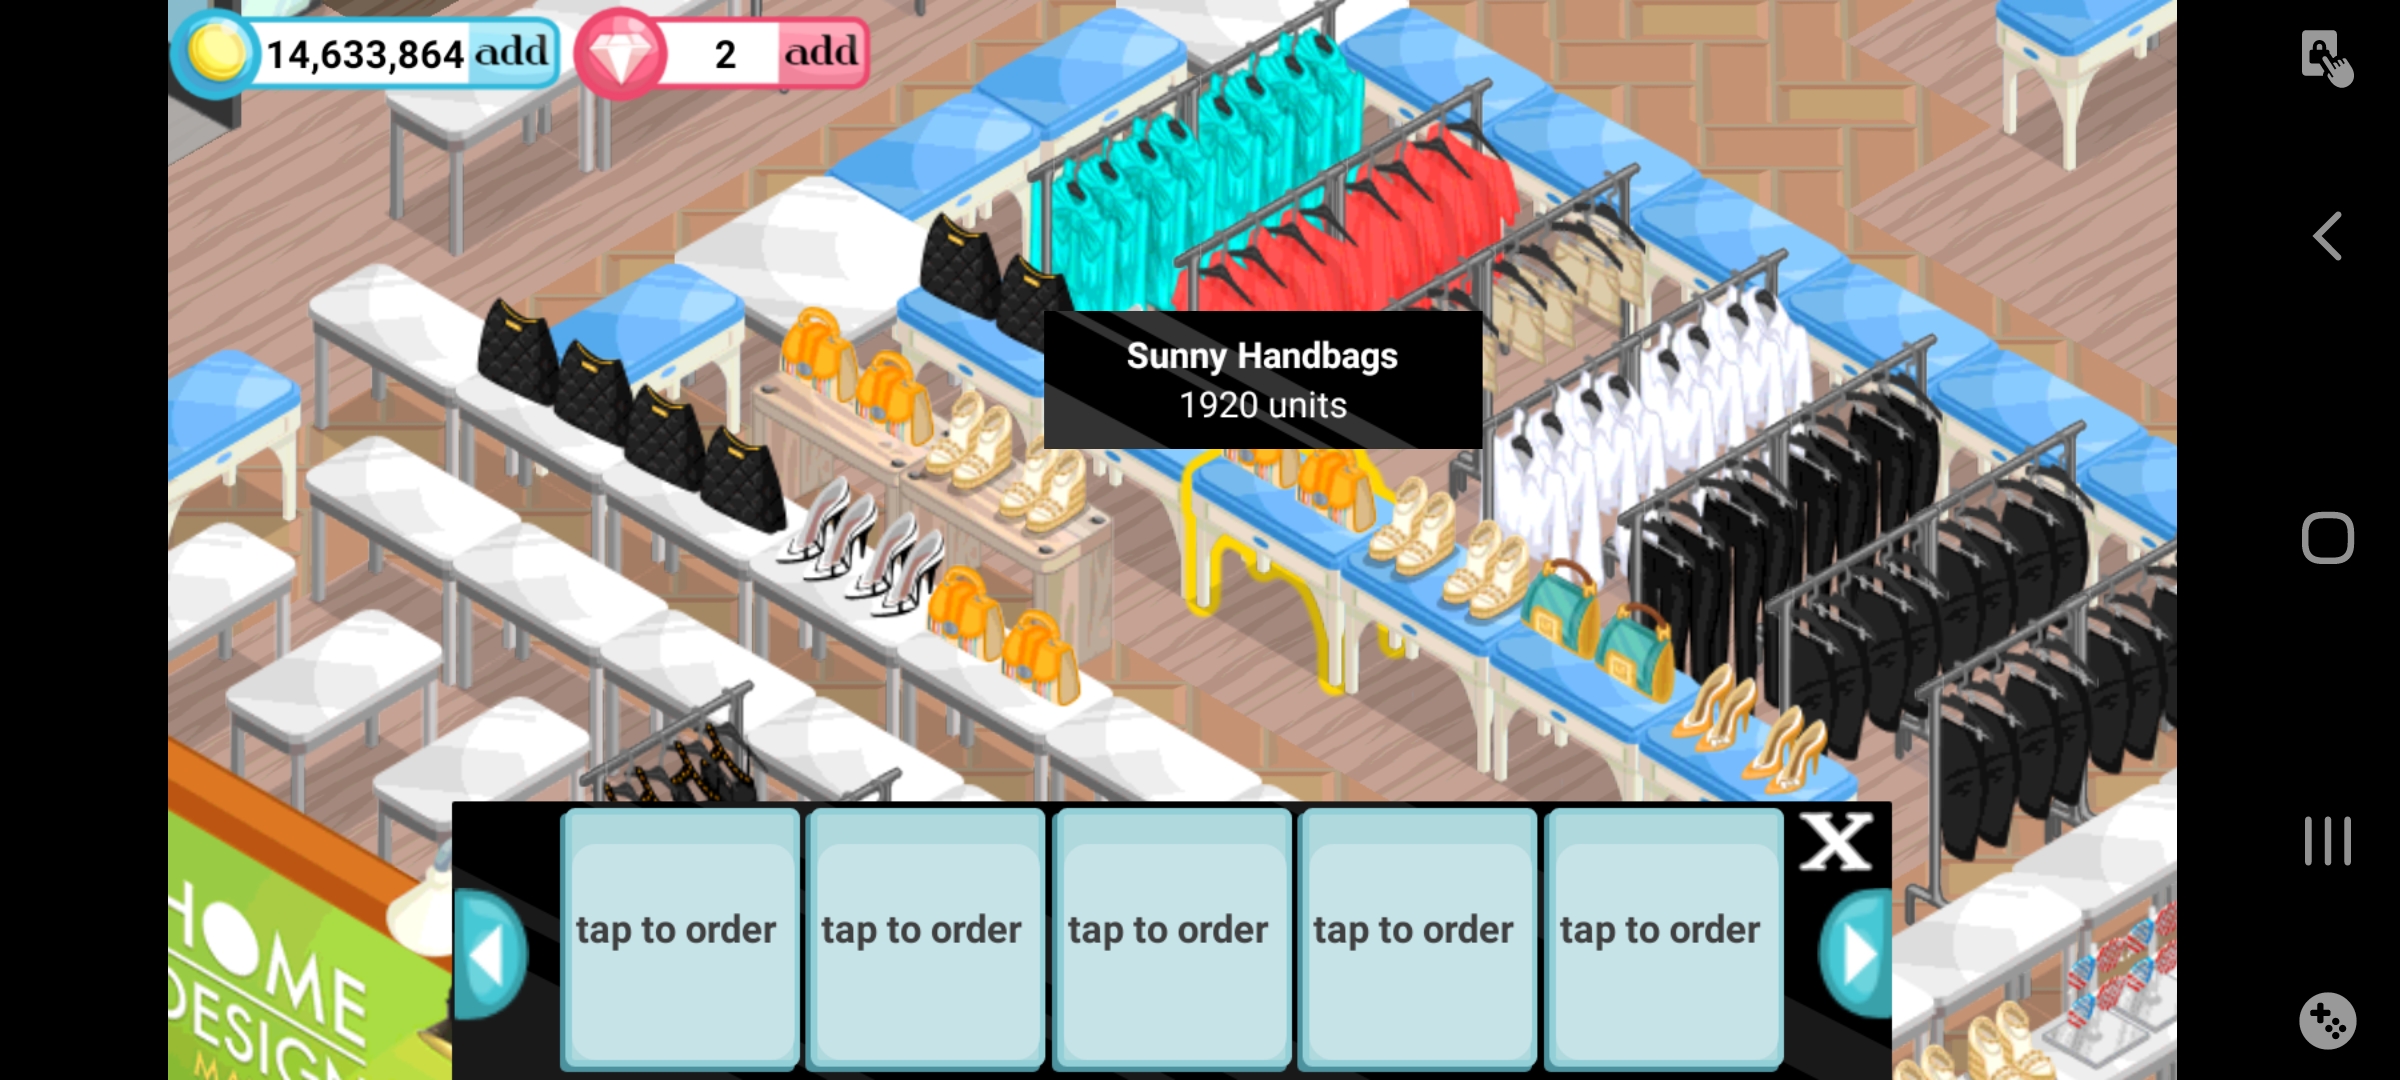 14,633,864 add
2 add
Sunny Handbags
1920 units
tap to order
tap to order
tap to order
tap to order
tap to order
X
HOME
DESIGN